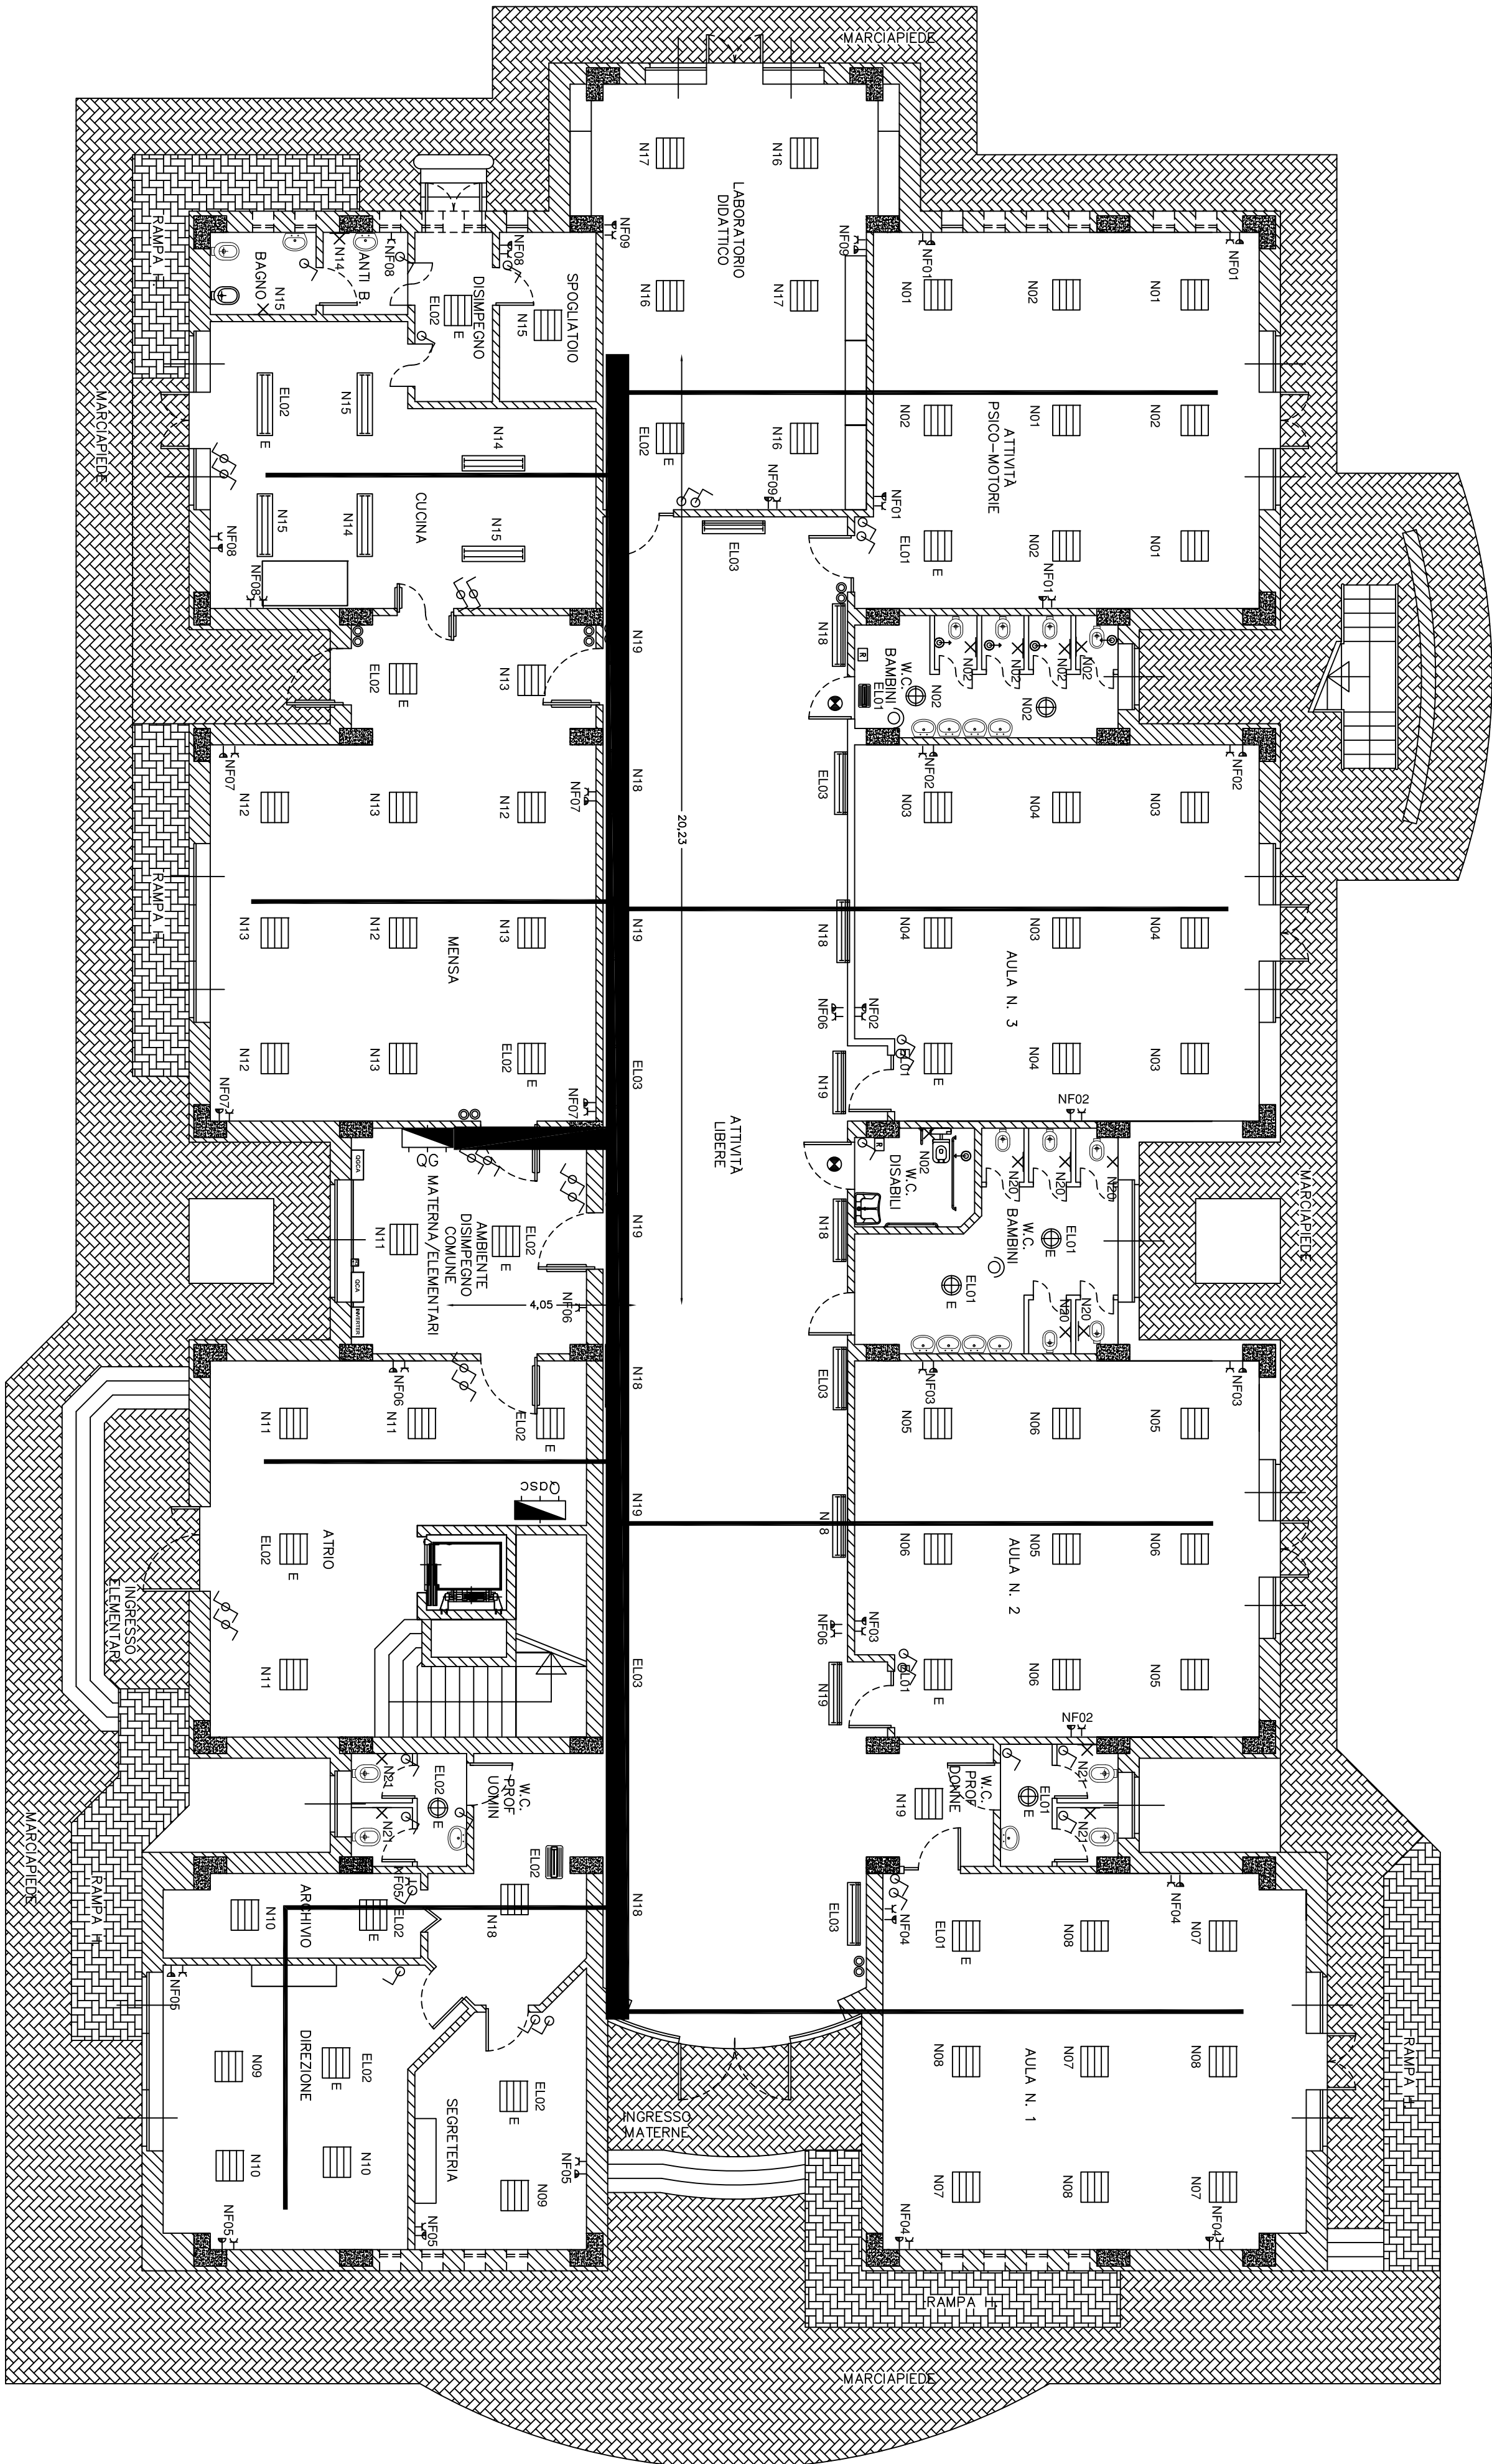 MARCIAPIEDE
N17
N16
LABORATORIO
DIDATTICO
RAMPA H.
NF09
NF09
NF01
NF01
N14
NF08
ANTI B.
NF08
BAGNO
N15
DISIMPEGNO
EL02
E
SPOGLIATOIO
N15
N16
N17
N01
N02
N01
MARCIAPIEDE
EL02
E
N15
N14
EL02
E
N16
NF09
N02
N01
N02
ATTIVITÀ
PSICO-MOTORIE
NF01
CUCINA
N15
N14
N15
NF08
NF08
EL03
EL01
E
N02
N01
NF01
EL02
E
N13
N19
N18
W.C.
BAMBINI
EL01
N02
N02
N02
N02
N02
N02
NF07
N12
N13
N12
NF07
N18
20,23
EL03
NF02
N03
N04
N03
NF02
RAMPA H.
N13
N12
N13
MENSA
N19
N18
N04
N03
N04
AULA N. 3
NF06
NF02
N12
N13
EL02
E
NF07
NF07
EL03
ATTIVITÀ
LIBERE
N19
EL01
E
N04
N03
NF02
QG MATERNA/ELEMENTARI
QGCA
QCA
INVERTER
N11
AMBIENTE
DISIMPEGNO
COMUNE
EL02
E
NF06
4,05
N19
N18
N02
W.C.
DISABILI
N20
N20
N20
W.C.
BAMBINI
EL01
E
EL01
E
N20
N20
MARCIAPIEDE
N11
NF06
N11
EL02
E
N18
EL03
NF03
N05
N06
N05
NF03
Qasc
ATRIO
EL02
E
N19
N18
N06
N05
N06
AULA N. 2
INGRESSO
ELEMENTARI
N11
EL03
NF06
NF03
N19
EL01
E
N06
N05
NF02
N21
N21
EL02
E
W.C.
PROF
UOMIN
EL02
N19
W.C.
PROF
DONNE
EL01
E
N21
N21
MARCIAPIEDE
RAMPA H.
ARCHIVIO
N10
NF05
EL02
E
N18
N18
EL03
NF04
EL01
E
N08
N07
NF04
NF05
DIREZIONE
N09
EL02
E
N10
N10
NF05
SEGRETERIA
EL02
E
N09
NF05
NF05
INGRESSO
MATERNE
N08
N07
N08
AULA N. 1
N07
N08
N07
NF04
NF04
RAMPA H.
RAMPA H.
MARCIAPIEDE